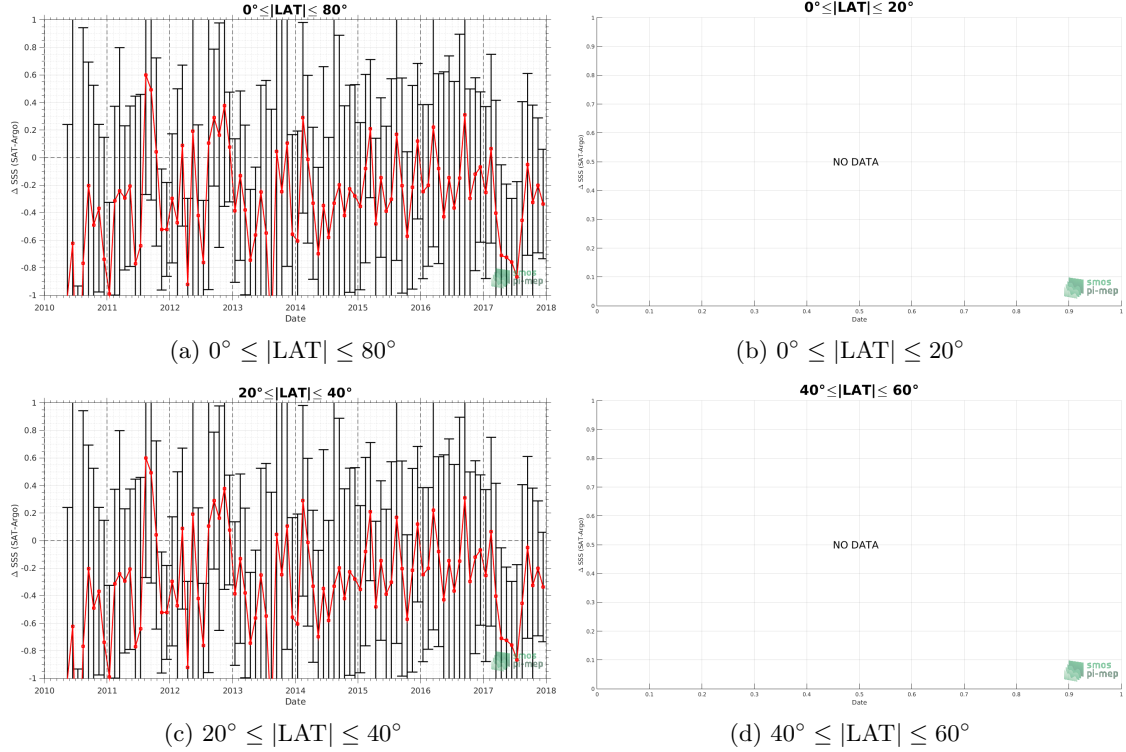 0°≤|LAT|≤ 80°
1
0.8
0.6
0.4
0.2
0
-0.2
-0.4
-0.6
-0.8
-1
Δ SSS (SAT-Argo)
2010 2011 2012 2013 2014 2015 2016 2017 2018
Date
smos
pi-mep
(a) 0° ≤ |LAT| ≤ 80°
0°≤|LAT|≤ 20°
1
0.9
0.8
0.7
0.6
0.5
0.4
0.3
0.2
0.1
0
Δ SSS (SAT-Argo)
NO DATA
0 0.1 0.2 0.3 0.4 0.5 0.6 0.7 0.8 0.9 1
Date
smos
pi-mep
(b) 0° ≤ |LAT| ≤ 20°
20°≤|LAT|≤ 40°
1
0.8
0.6
0.4
0.2
0
-0.2
-0.4
-0.6
-0.8
-1
Δ SSS (SAT-Argo)
2010 2011 2012 2013 2014 2015 2016 2017 2018
Date
smos
pi-mep
(c) 20° ≤ |LAT| ≤ 40°
40°≤|LAT|≤ 60°
1
0.9
0.8
0.7
0.6
0.5
0.4
0.3
0.2
0.1
0
Δ SSS (SAT-Argo)
NO DATA
0 0.1 0.2 0.3 0.4 0.5 0.6 0.7 0.8 0.9 1
Date
smos
pi-mep
(d) 40° ≤ |LAT| ≤ 60°